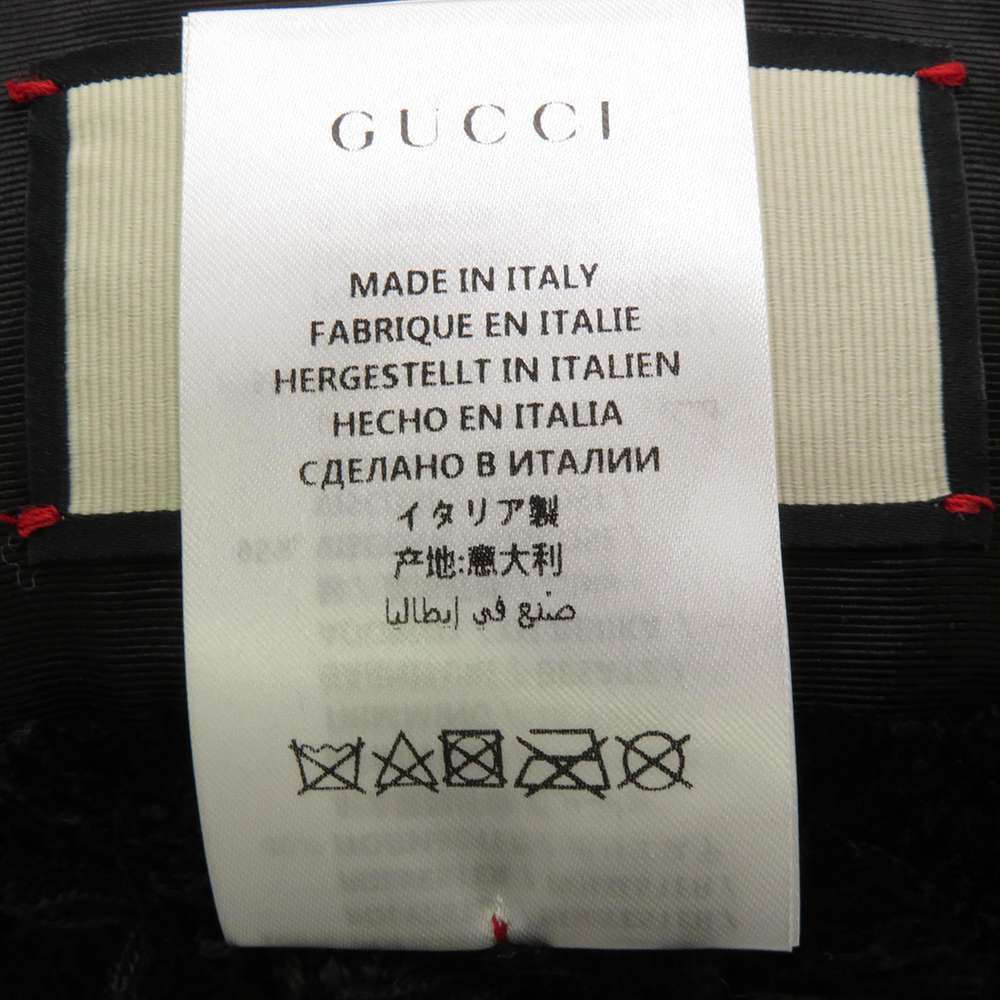 GUCCI
MADE IN ITALY
FABRIQUE EN ITALIE
HERGESTELLT IN ITALIEN
HECHO EN ITALIA
СДЕЛАНО В ИТАЛИИ
イタリア製
产地:意大利
صنع في إيطاليا